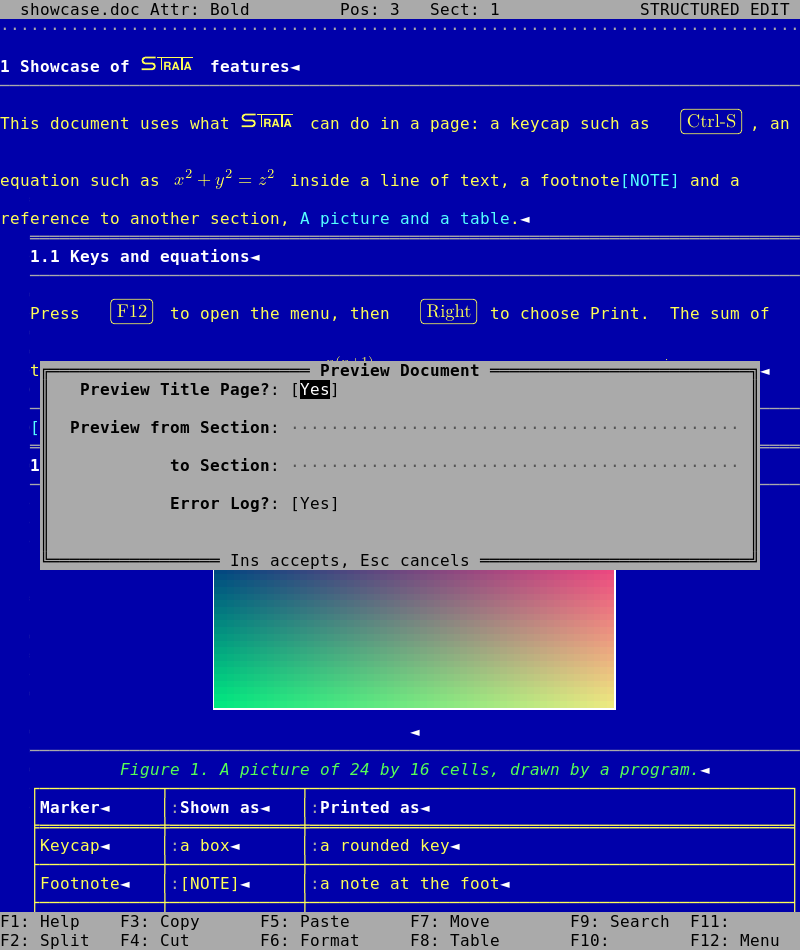 showcase.doc Attr: Bold Pos: 3 Sect: 1 STRUCTURED EDIT
1 Showcase of STRATA features◄
This document uses what STRATA can do in a page: a keycap such as Ctrl-S , an
equation such as x² + y² = z² inside a line of text, a footnote[NOTE] and a
reference to another section, A picture and a table.◄
1.1 Keys and equations◄
Press F12 to open the menu, then Right to choose Print. The sum of
Preview Document
Preview Title Page?: [Yes]
Preview from Section:
to Section:
Error Log?: [Yes]
Ins accepts, Esc cancels
◄
Figure 1. A picture of 24 by 16 cells, drawn by a program.◄
Marker◄ :Shown as◄ :Printed as◄
Keycap◄ :a box◄ :a rounded key◄
Footnote◄ :[NOTE]◄ :a note at the foot◄
F1: Help F3: Copy F5: Paste F7: Move F9: Search F11:
F2: Split F4: Cut F6: Format F8: Table F10: F12: Menu